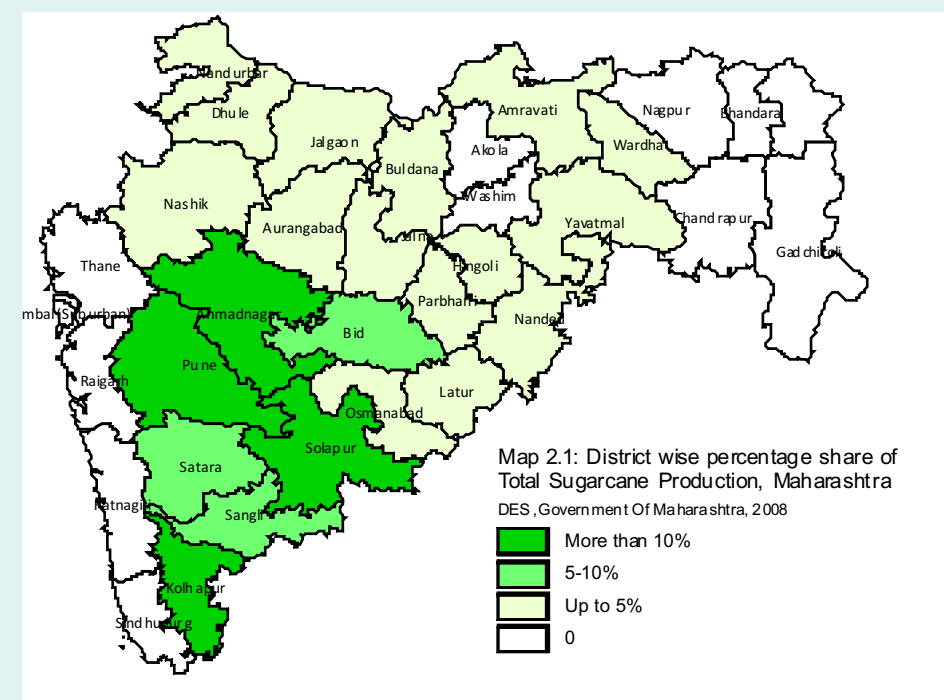 Nandurbar
Dhule
Jalgaon
Buldana
Amravati
Nagpur
Bhandara
Akola
Wardha
Washim
Nashik
Aurangabad
Jalna
Yavatmal
Chandrapur
Gadchiroli
Thane
Hingoli
Parbhani
Nanded
mbai(Suburban)
Ahmadnagar
Bid
Pune
Raigarh
Latur
Osmanabad
Solapur
Satara
Ratnagiri
Sangli
Kolhapur
Sindhudurg
Map 2.1: District wise percentage share of
Total Sugarcane Production, Maharashtra
DES, Government Of Maharashtra, 2008
More than 10%
5-10%
Up to 5%
0